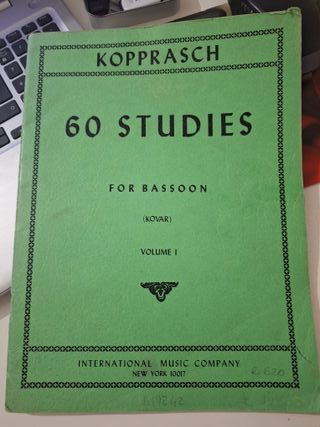 KOPPRASCH
60 STUDIES
FOR BASSOON
(KOVAR)
VOLUME I
INTERNATIONAL MUSIC COMPANY
NEW YORK 10017